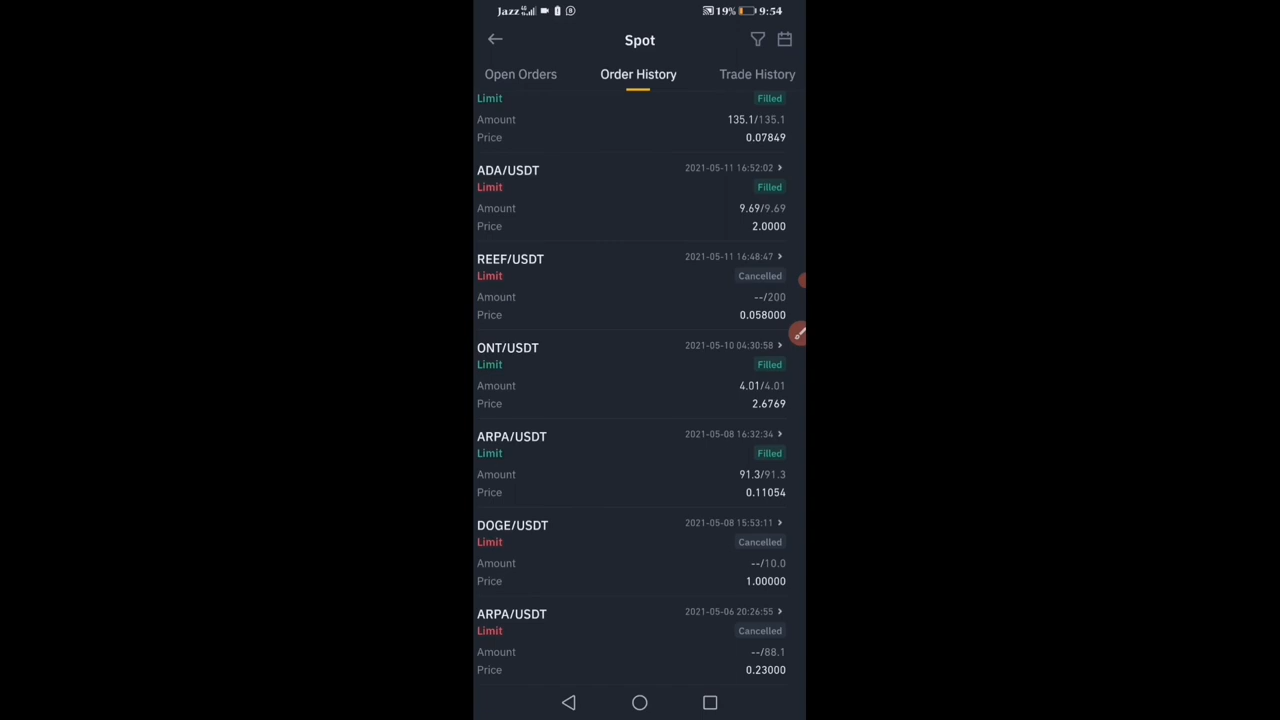 Jazz 19% 9:54
Spot
Open Orders Order History Trade History
Limit Filled
Amount 135.1/135.1
Price 0.07849
ADA/USDT 2021-05-11 16:52:02 >
Limit Filled
Amount 9.69/9.69
Price 2.0000
REEF/USDT 2021-05-11 16:48:47 >
Limit Cancelled
Amount --/200
Price 0.058000
ONT/USDT 2021-05-10 04:30:58 >
Limit Filled
Amount 4.01/4.01
Price 2.6769
ARPA/USDT 2021-05-08 16:32:34 >
Limit Filled
Amount 91.3/91.3
Price 0.11054
DOGE/USDT 2021-05-08 15:53:11 >
Limit Cancelled
Amount --/10.0
Price 1.00000
ARPA/USDT 2021-05-06 20:26:55 >
Limit Cancelled
Amount --/88.1
Price 0.23000